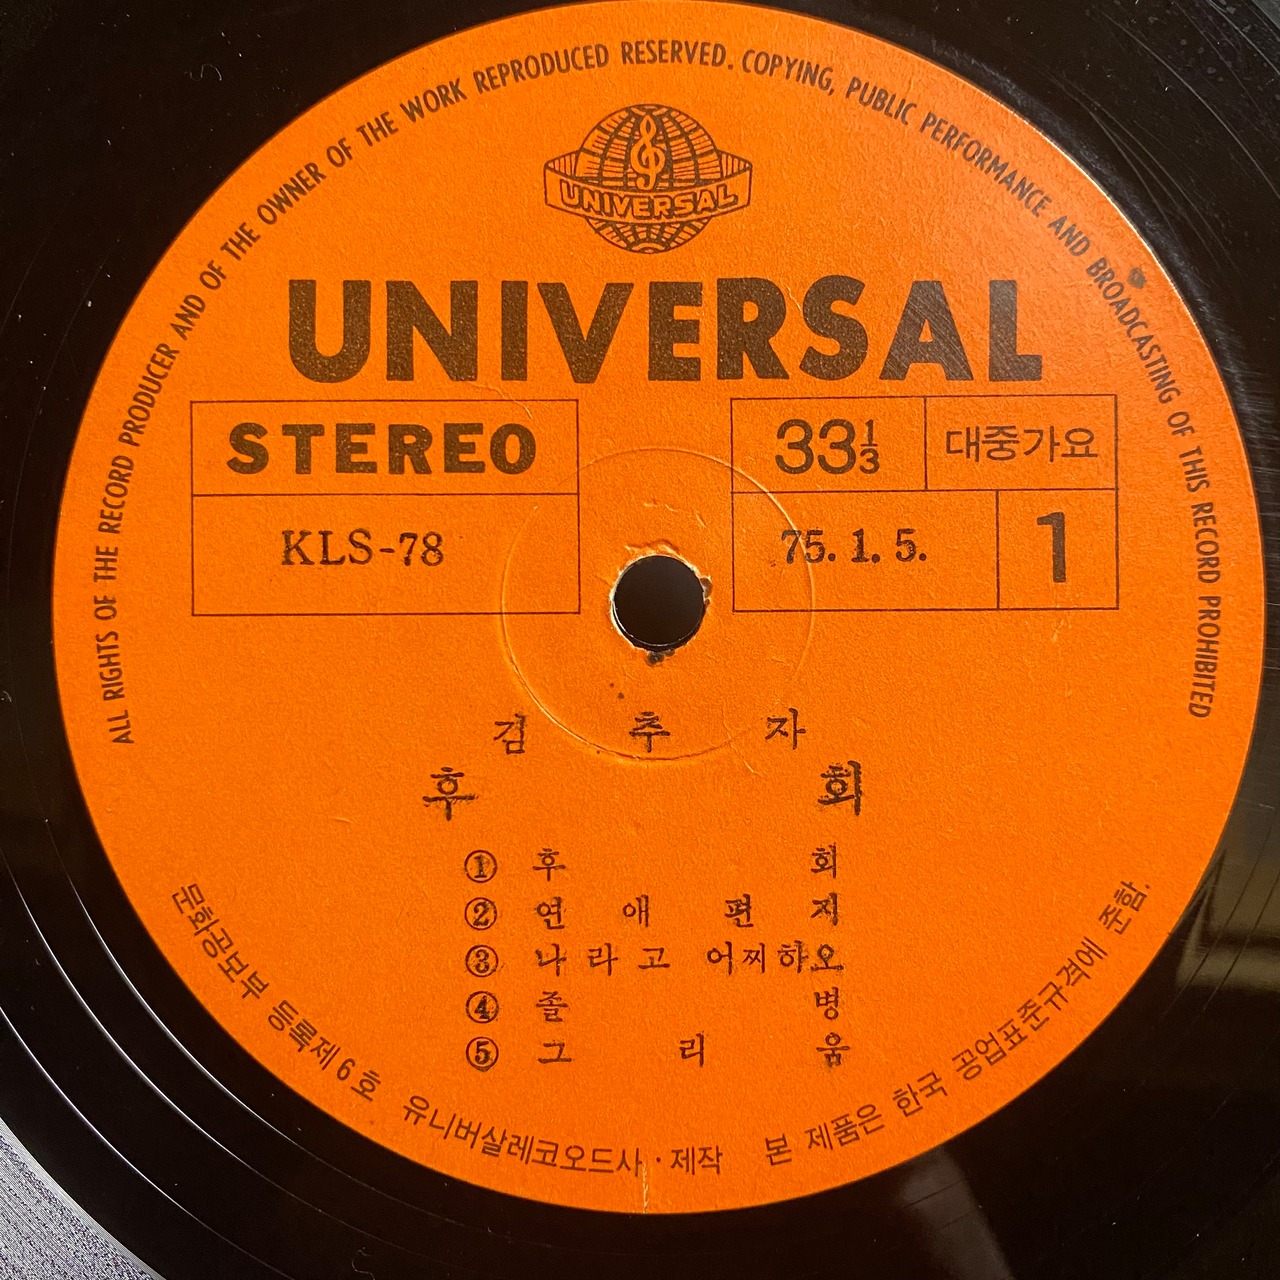 ALL RIGHTS OF THE RECORD PRODUCER AND OF THE OWNER OF THE WORK REPRODUCED RESERVED. COPYING, PUBLIC PERFORMANCE AND BROADCASTING OF THIS RECORD PROHIBITED
UNIVERSAL
UNIVERSAL
STEREO
33⅓ 대중가요
KLS-78
75. 1. 5. 1
김 추 자
후 회
① 후 회
② 연 애 편 지
③ 나 라 고 어찌하오
④ 졸 병
⑤ 그 리 움
문화공보부 등록제 6 호 유니버살레코오드사 · 제작 본 제품은 한국 공업표준규격에 준함.